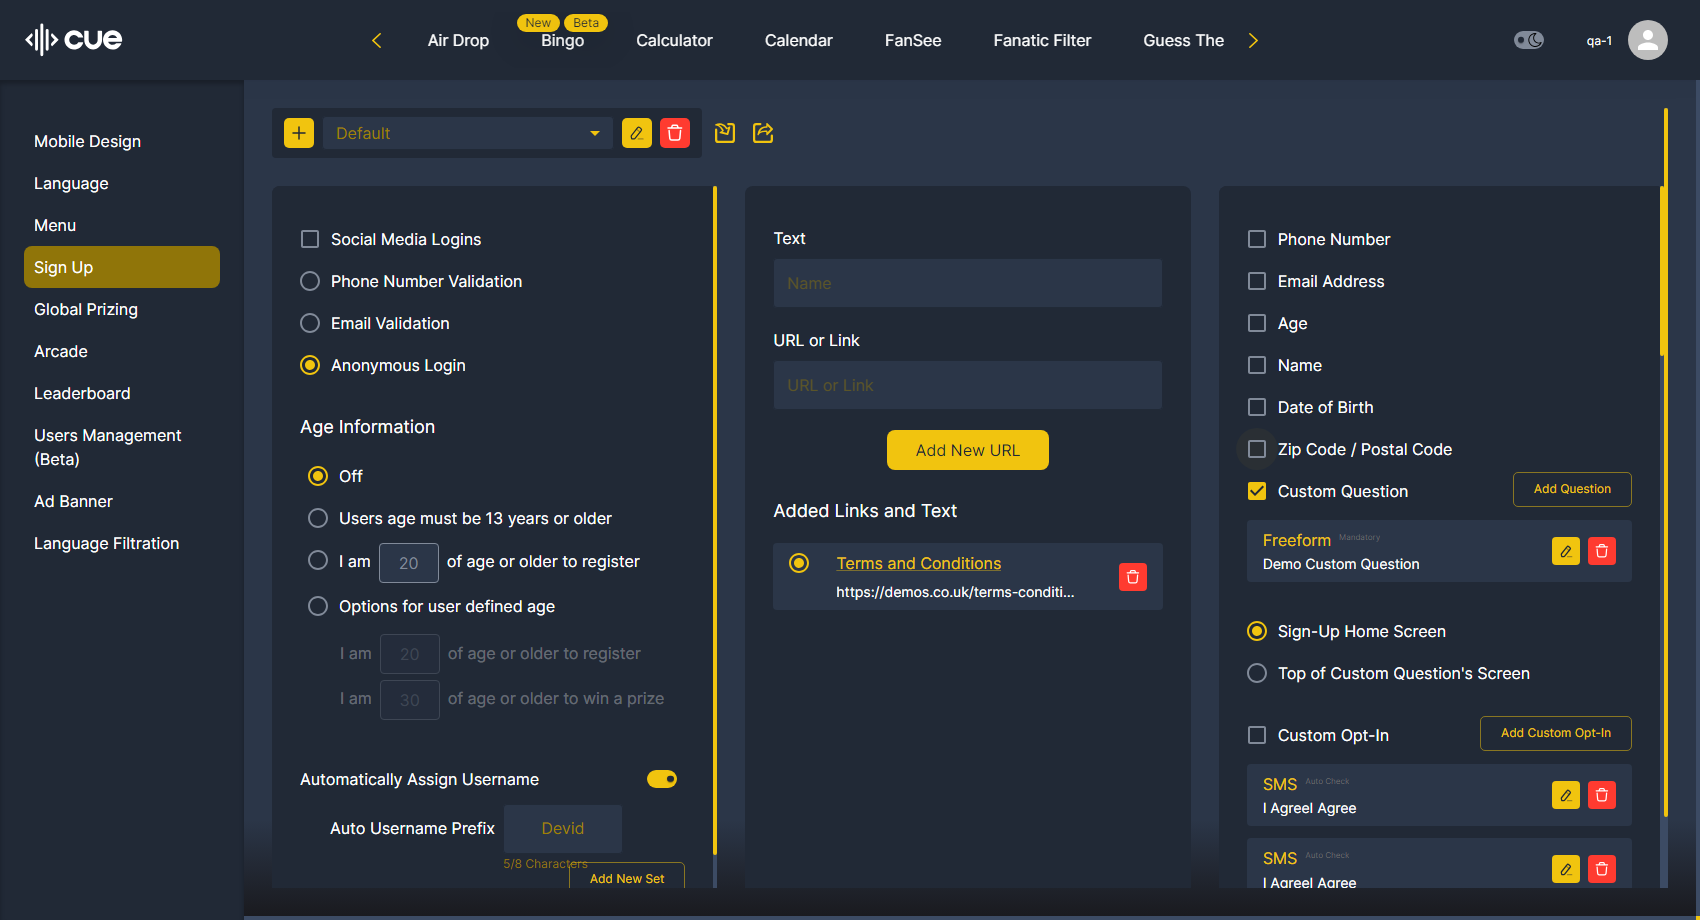 cue
Air Drop
New
Beta
Bingo
Calculator
Calendar
FanSee
Fanatic Filter
Guess The
qa-1
Mobile Design
Language
Menu
Sign Up
Global Prizing
Arcade
Leaderboard
Users Management
(Beta)
Ad Banner
Language Filtration
Default
Social Media Logins
Phone Number Validation
Email Validation
Anonymous Login
Age Information
Off
Users age must be 13 years or older
I am 20 of age or older to register
Options for user defined age
I am 20 of age or older to register
I am 30 of age or older to win a prize
Automatically Assign Username
Auto Username Prefix Devid
5/8 Characters
Add New Set
Text
Name
URL or Link
URL or Link
Add New URL
Added Links and Text
Terms and Conditions
https://demos.co.uk/terms-conditi...
Phone Number
Email Address
Age
Name
Date of Birth
Zip Code / Postal Code
Custom Question
Add Question
Freeform Mandatory
Demo Custom Question
Sign-Up Home Screen
Top of Custom Question's Screen
Custom Opt-In
Add Custom Opt-In
SMS Auto Check
I AgreeI Agree
SMS Auto Check
I AgreeI Agree